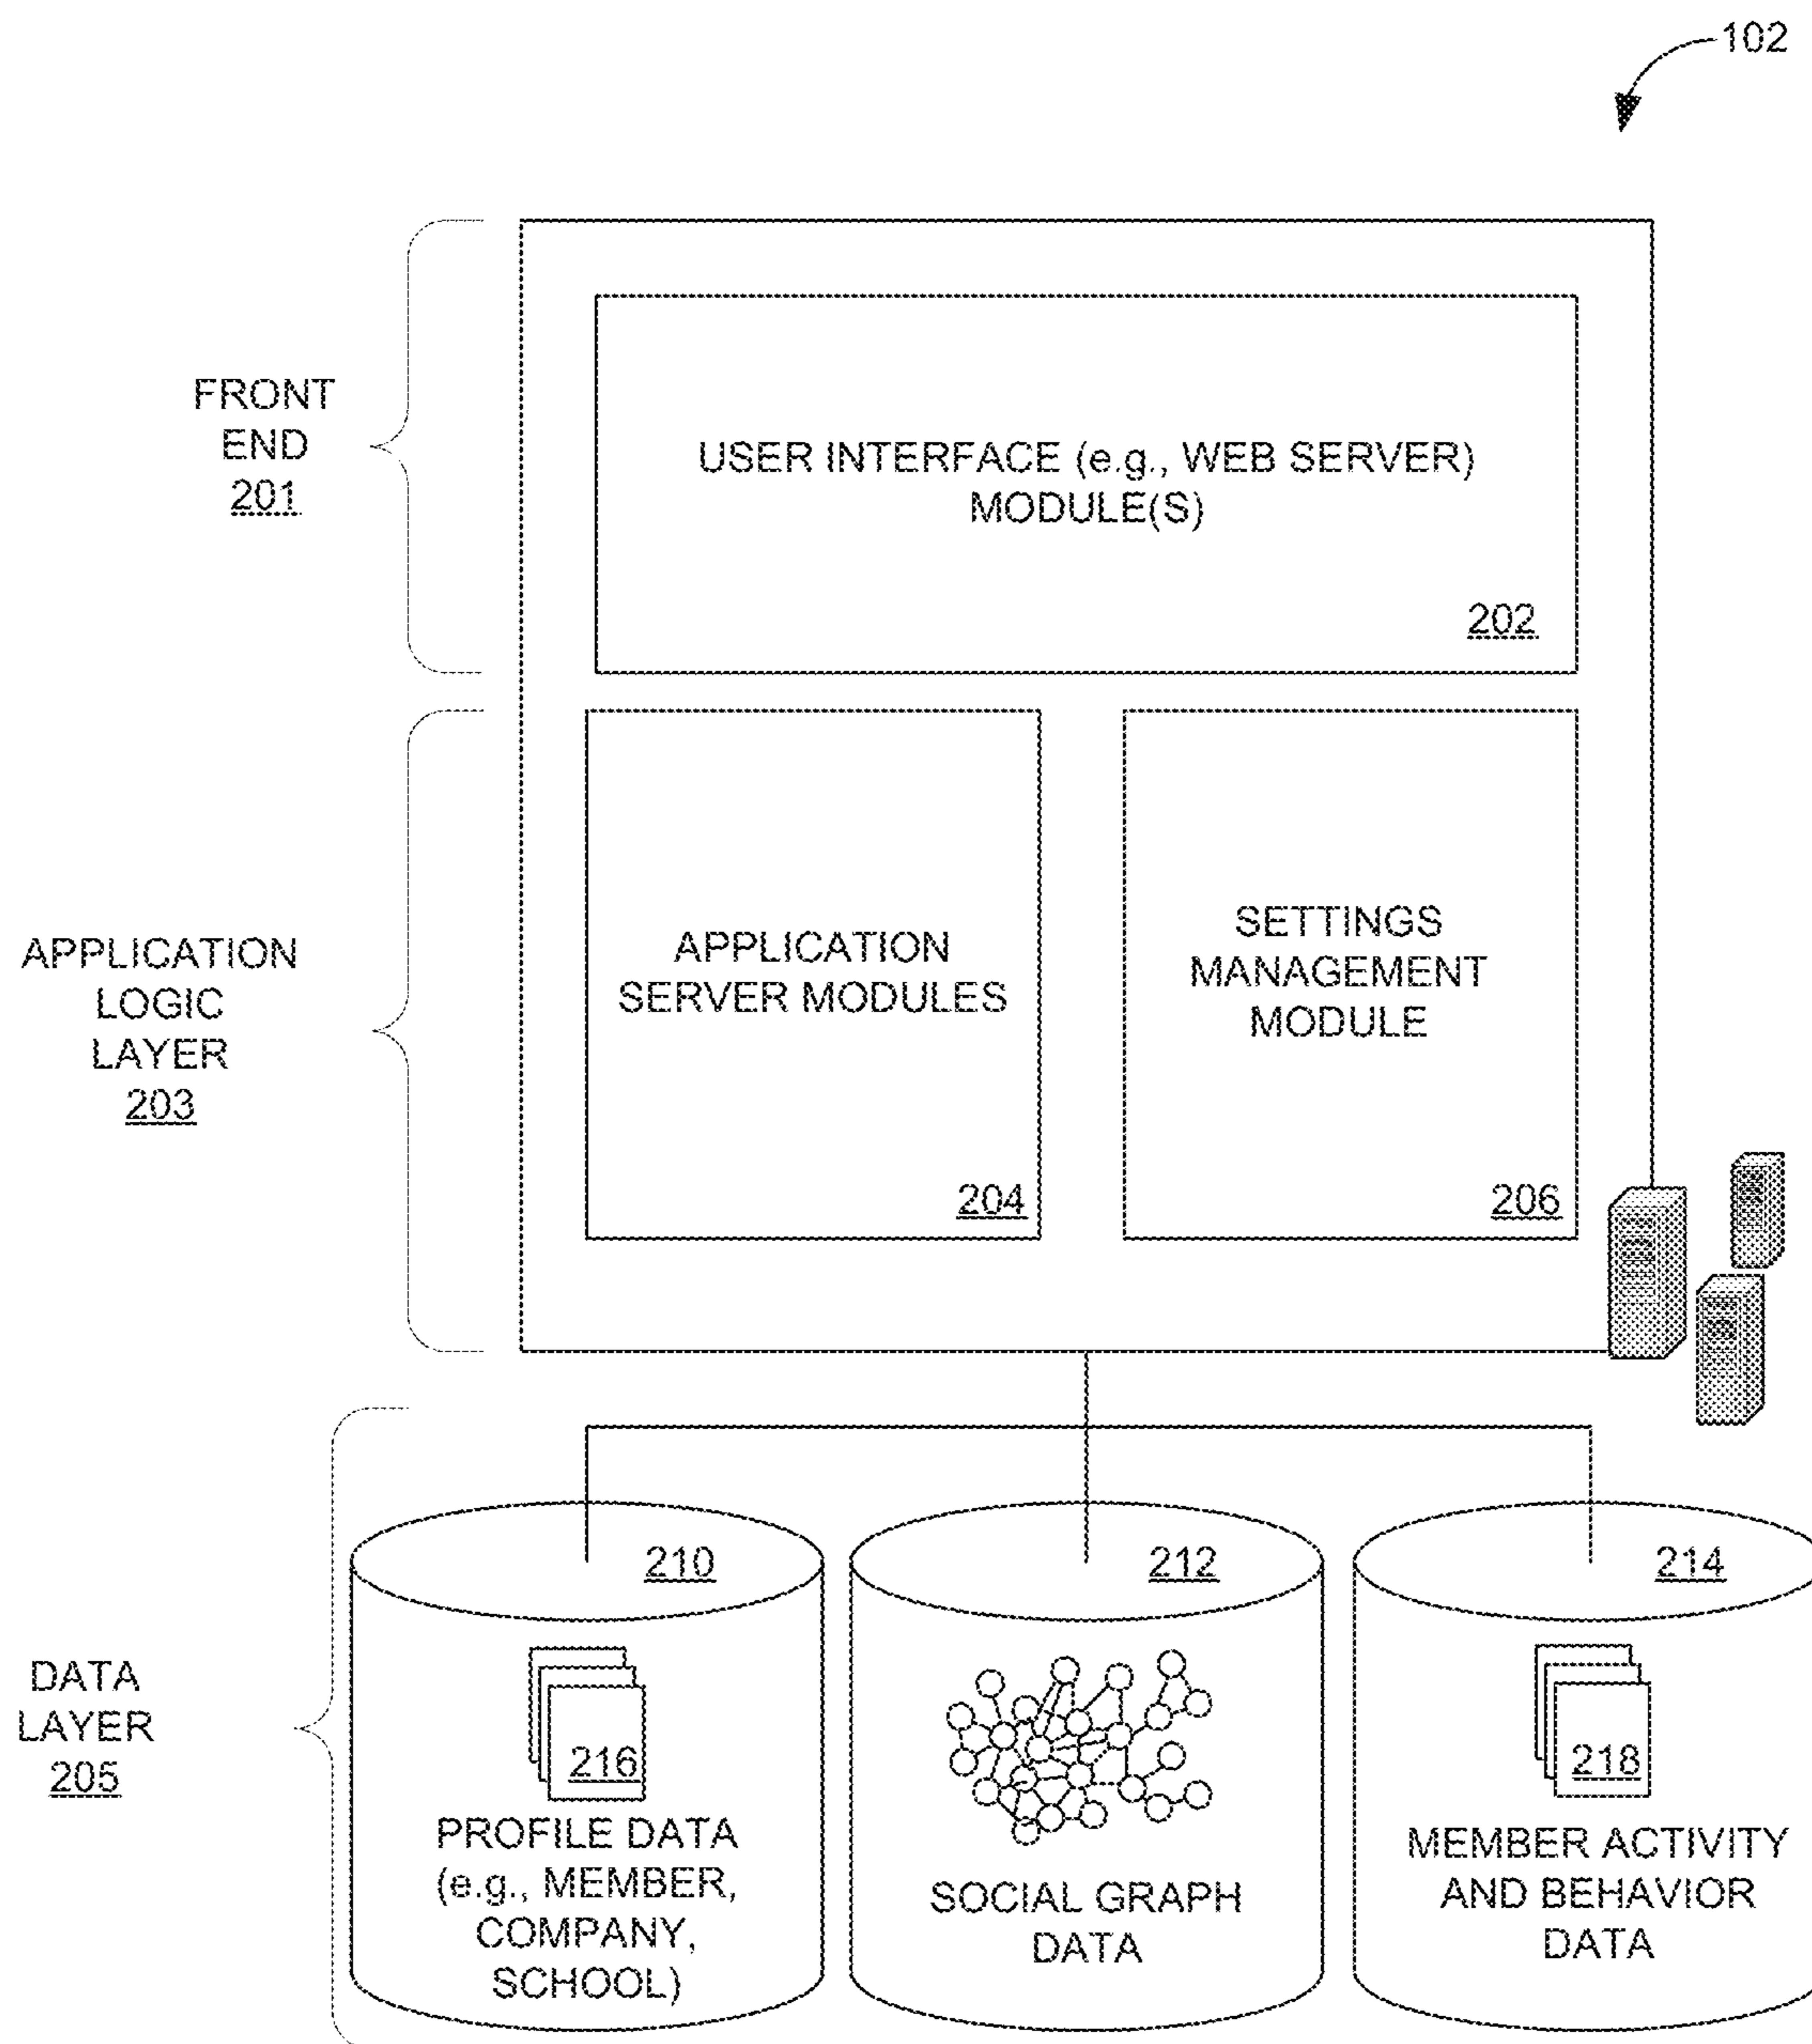 102
FRONT
END
201
USER INTERFACE (e.g., WEB SERVER)
MODULE(S)
202
APPLICATION
LOGIC
LAYER
203
APPLICATION
SERVER MODULES
204
SETTINGS
MANAGEMENT
MODULE
206
DATA
LAYER
205
210
216
PROFILE DATA
(e.g., MEMBER,
COMPANY,
SCHOOL)
212
SOCIAL GRAPH
DATA
214
218
MEMBER ACTIVITY
AND BEHAVIOR
DATA